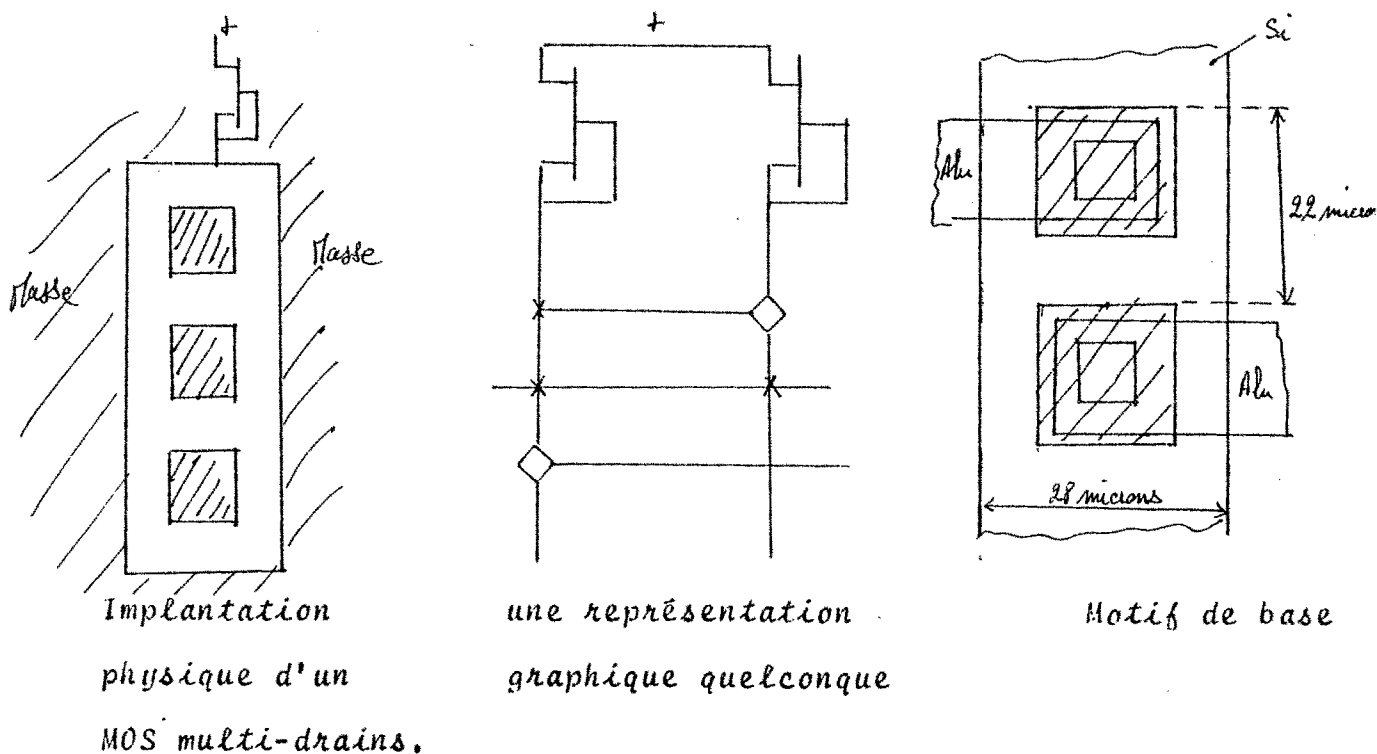 +
Masse
Masse
Implantation
physique d'un
MOS multi-drains.
+
une représentation
graphique quelconque
Si
Alu
22 micron
Alu
28 microns
Motif de base